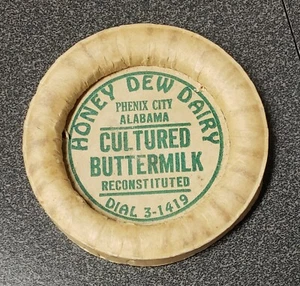 HONEY DEW DAIRY
PHENIX CITY
ALABAMA
CULTURED
BUTTERMILK
RECONSTITUTED
DIAL 3-1419